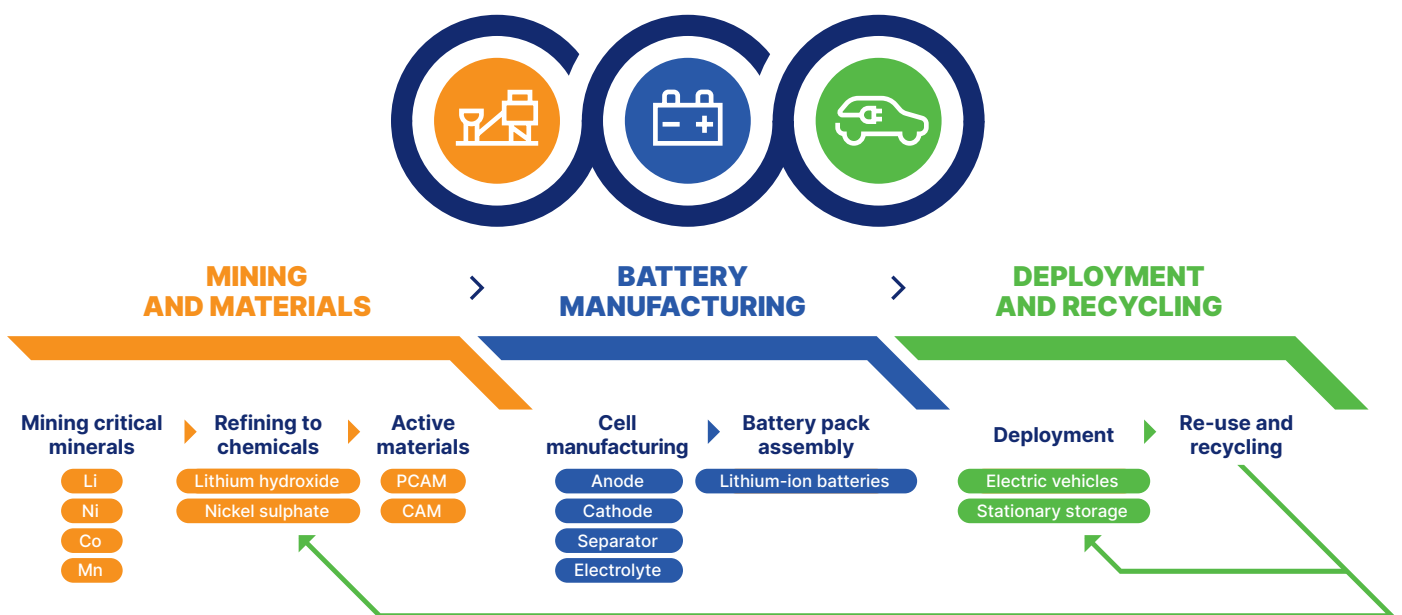 MINING
AND MATERIALS
BATTERY
MANUFACTURING
DEPLOYMENT
AND RECYCLING
Mining critical
minerals
Li
Ni
Co
Mn
Refining to
chemicals
Lithium hydroxide
Nickel sulphate
Active
materials
PCAM
CAM
Cell
manufacturing
Anode
Cathode
Separator
Electrolyte
Battery pack
assembly
Lithium-ion batteries
Deployment
Electric vehicles
Stationary storage
Re-use and
recycling